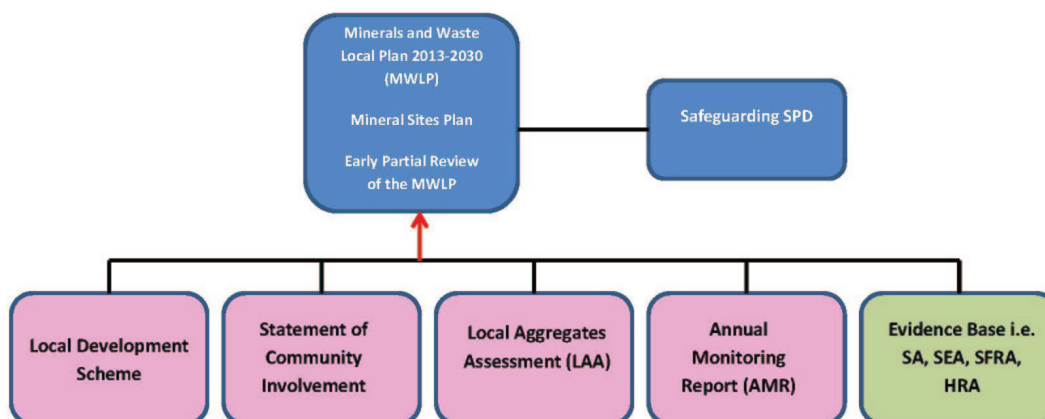 Minerals and Waste
Local Plan 2013-2030
(MWLP)
Mineral Sites Plan
Early Partial Review
of the MWLP
Safeguarding SPD
Local Development
Scheme
Statement of
Community
Involvement
Local Aggregates
Assessment (LAA)
Annual
Monitoring
Report (AMR)
Evidence Base i.e.
SA, SEA, SFRA,
HRA